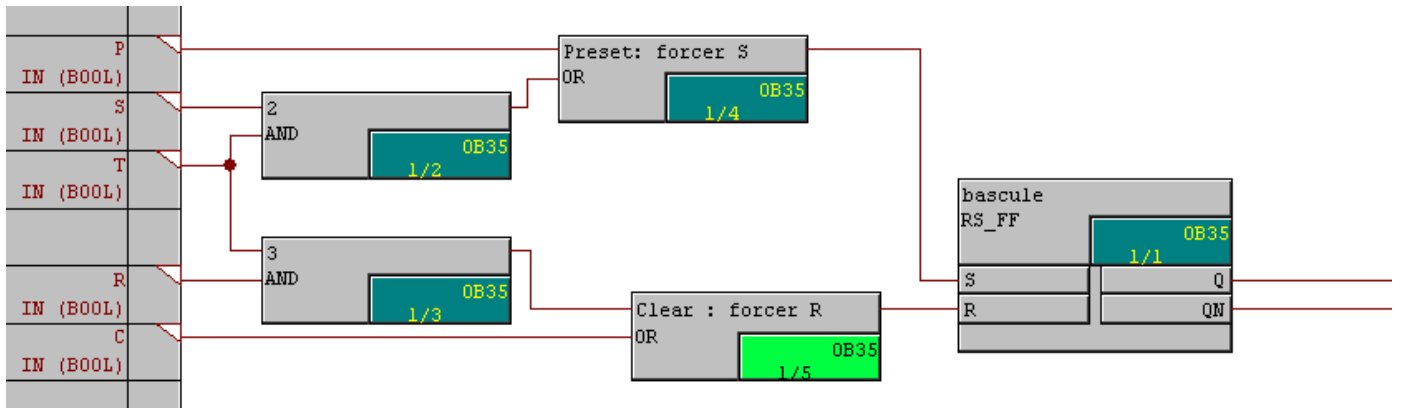 P
IN (BOOL)
S
IN (BOOL)
T
IN (BOOL)
R
IN (BOOL)
C
IN (BOOL)
2
AND
OB35
1/2
3
AND
OB35
1/3
Preset: forcer S
OR
OB35
1/4
Clear : forcer R
OR
OB35
1/5
bascule
RS_FF
OB35
1/1
S Q
R QN